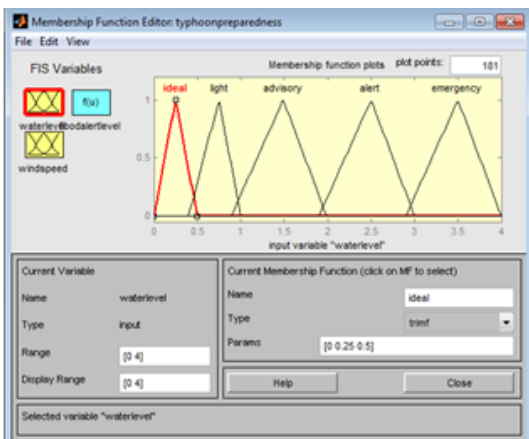 Membership Function Editor: typhoonpreparedness
File Edit View
FIS Variables
Membership function plots plot points: 181
f(u)
waterlevel
floodalertlevel
windspeed
ideal light advisory alert emergency
1
0.5
0
0 0.5 1 1.5 2 2.5 3 3.5 4
input variable "waterlevel"
Current Variable
Name waterlevel
Type input
Range [0 4]
Display Range [0 4]
Current Membership Function (click on MF to select)
Name ideal
Type trimf
Params [0 0.25 0.5]
Help Close
Selected variable "waterlevel"